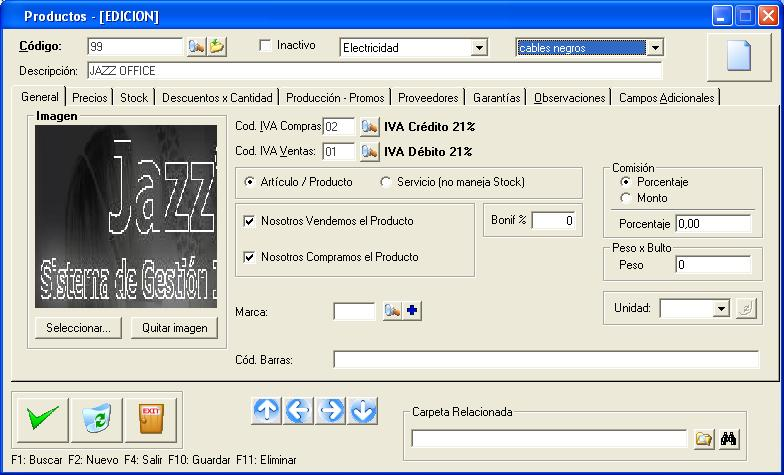 Productos - [EDICION]
Código: 99 Inactivo Electricidad cables negros
Descripción: JAZZ OFFICE
General Precios Stock Descuentos x Cantidad Producción - Promos Proveedores Garantías Observaciones Campos Adicionales
Imagen
Jazz
Sistema de Gestión
Seleccionar... Quitar imagen
Cod. IVA Compras 02 IVA Crédito 21%
Cod. IVA Ventas: 01 IVA Débito 21%
Artículo / Producto Servicio (no maneja Stock)
Nosotros Vendemos el Producto
Nosotros Compramos el Producto
Bonif % 0
Comisión
Porcentaje
Monto
Porcentaje 0,00
Peso x Bulto
Peso 0
Unidad:
Marca:
Cód. Barras:
EXIT
Carpeta Relacionada
F1: Buscar F2: Nuevo F4: Salir F10: Guardar F11: Eliminar